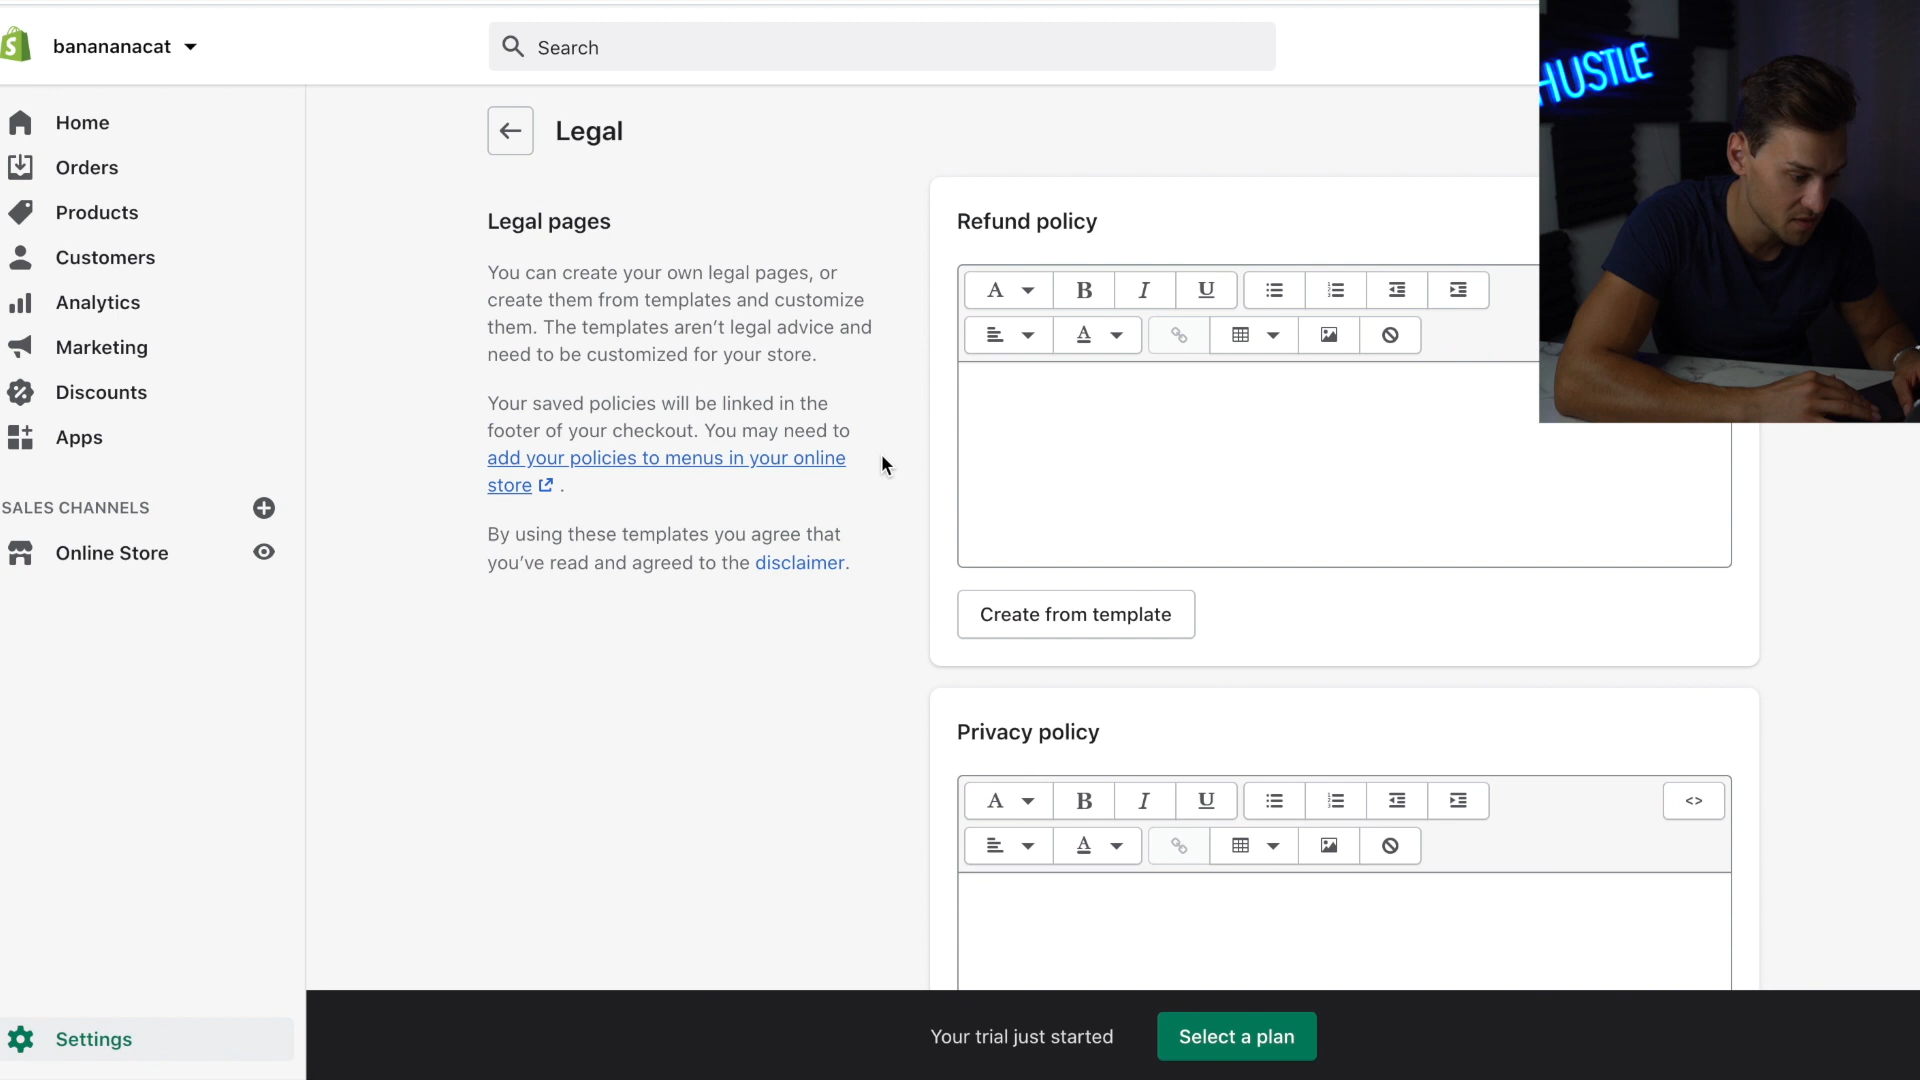 banananacat
Search
HUSTLE
Home
Orders
Products
Customers
Analytics
Marketing
Discounts
Apps
SALES CHANNELS
Online Store
Settings
Legal
Legal pages
You can create your own legal pages, or
create them from templates and customize
them. The templates aren’t legal advice and
need to be customized for your store.
Your saved policies will be linked in the
footer of your checkout. You may need to
add your policies to menus in your online
store .
By using these templates you agree that
you’ve read and agreed to the disclaimer.
Refund policy
A B I U
A
Create from template
Privacy policy
A B I U <>
A
Your trial just started
Select a plan